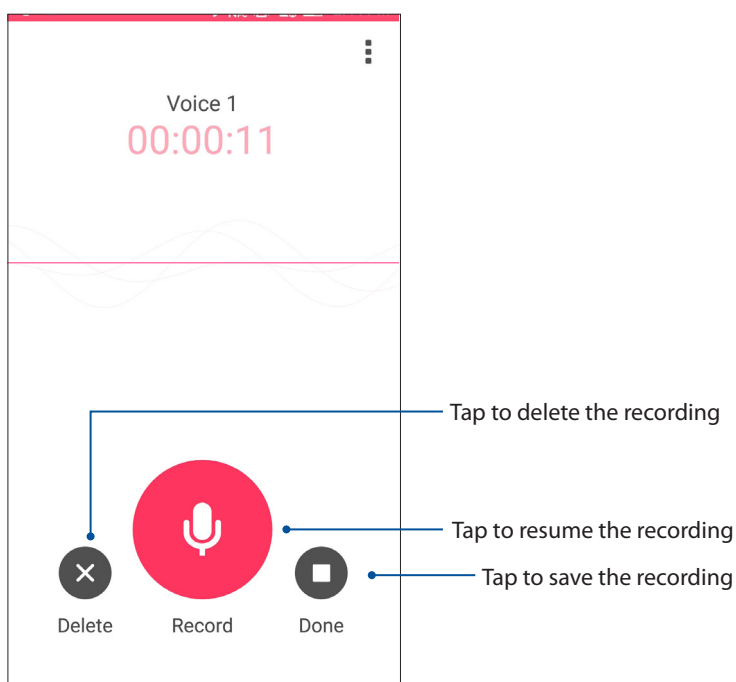 Voice 1
00:00:11
Tap to delete the recording
Tap to resume the recording
Tap to save the recording
Delete
Record
Done